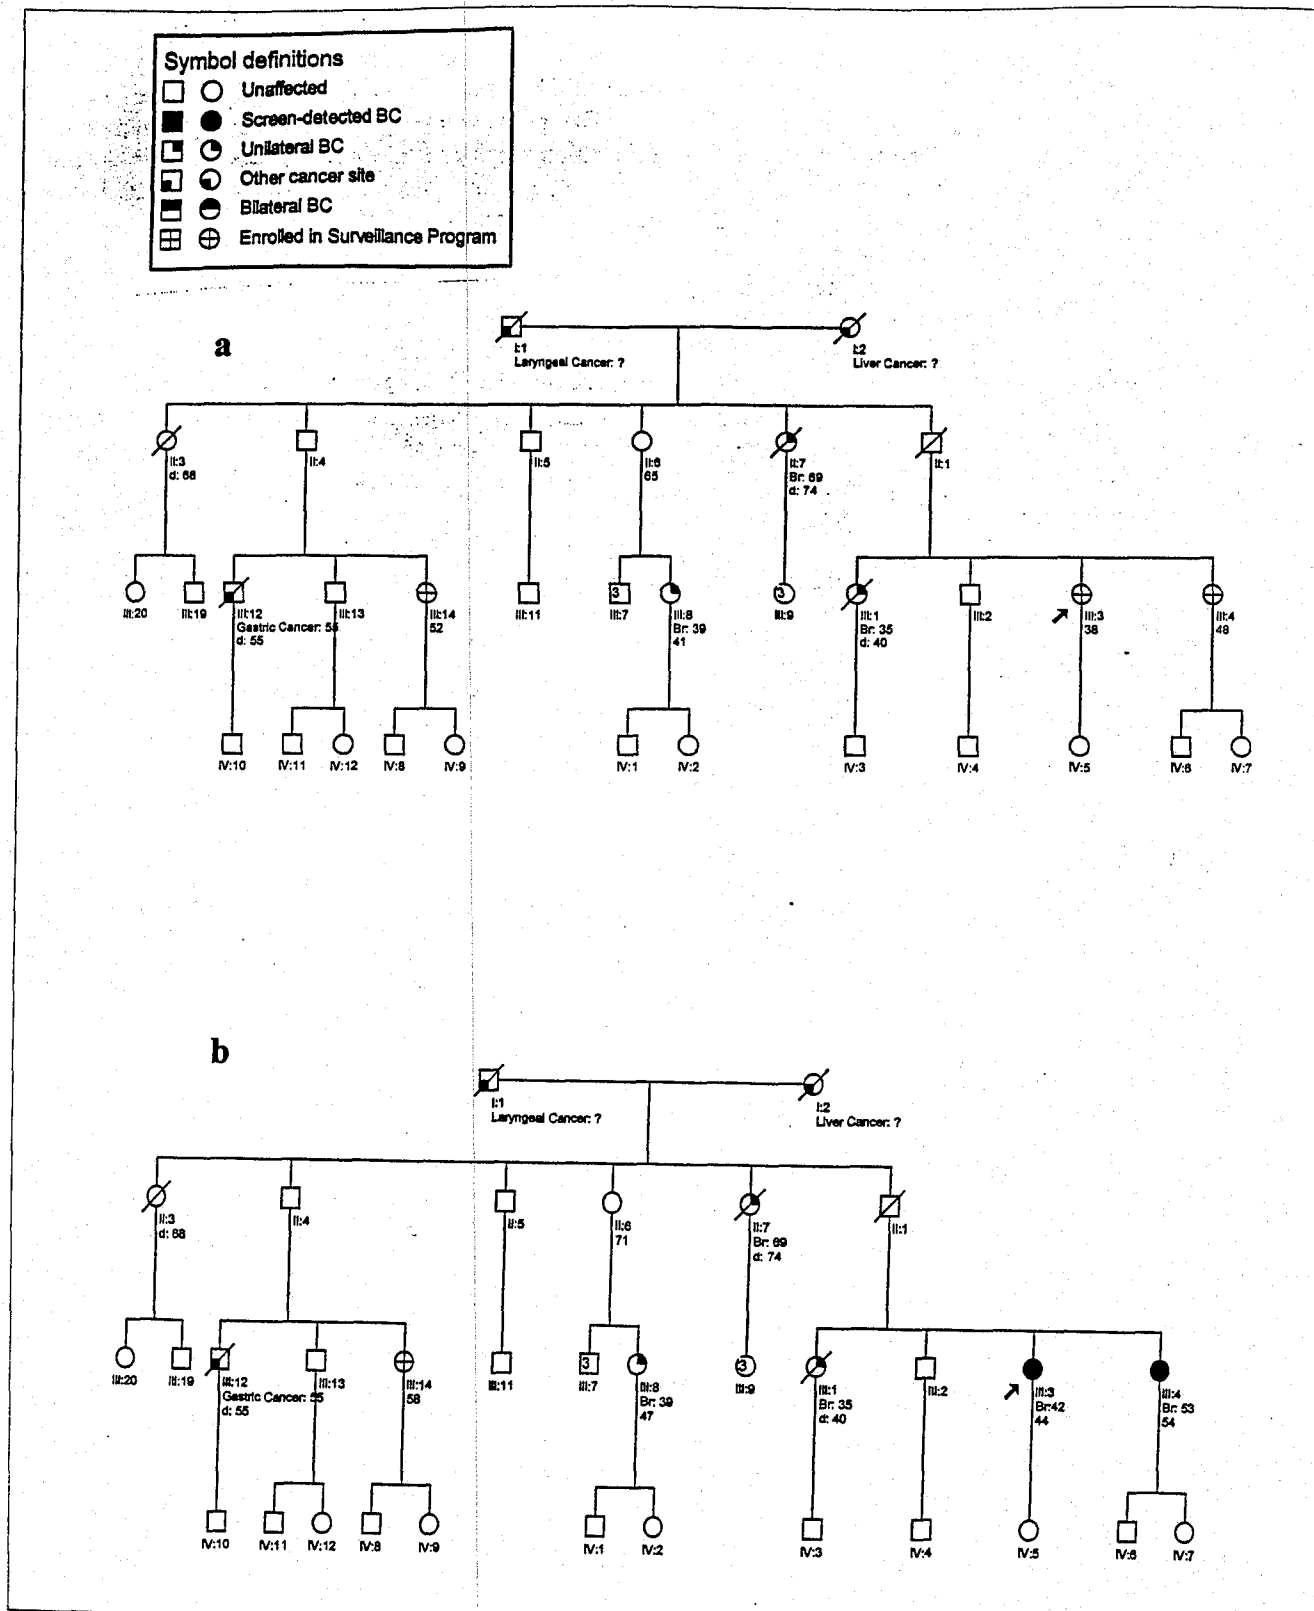 Symbol definitions
Unaffected
Screen-detected BC
Unilateral BC
Other cancer site
Bilateral BC
Enrolled in Surveillance Program
a
I:1
Laryngeal Cancer: ?
I:2
Liver Cancer: ?
II:3
d: 68
II:4
II:5
II:6
65
II:7
Br: 69
d: 74
II:1
III:20
III:19
III:12
Gastric Cancer: 55
d: 55
III:13
III:14
52
III:11
3
III:7
III:8
Br: 39
41
3
III:9
III:1
Br: 35
d: 40
III:2
III:3
38
III:4
48
IV:10
IV:11
IV:12
IV:8
IV:9
IV:1
IV:2
IV:3
IV:4
IV:5
IV:6
IV:7
b
I:1
Laryngeal Cancer: ?
I:2
Liver Cancer: ?
II:3
d: 68
II:4
II:5
II:6
71
II:7
Br: 69
d: 74
II:1
III:20
III:19
III:12
Gastric Cancer: 55
d: 55
III:13
III:14
58
III:11
3
III:7
III:8
Br: 39
47
3
III:9
III:1
Br: 35
d: 40
III:2
III:3
Br:42
44
III:4
Br: 53
54
IV:10
IV:11
IV:12
IV:8
IV:9
IV:1
IV:2
IV:3
IV:4
IV:5
IV:6
IV:7